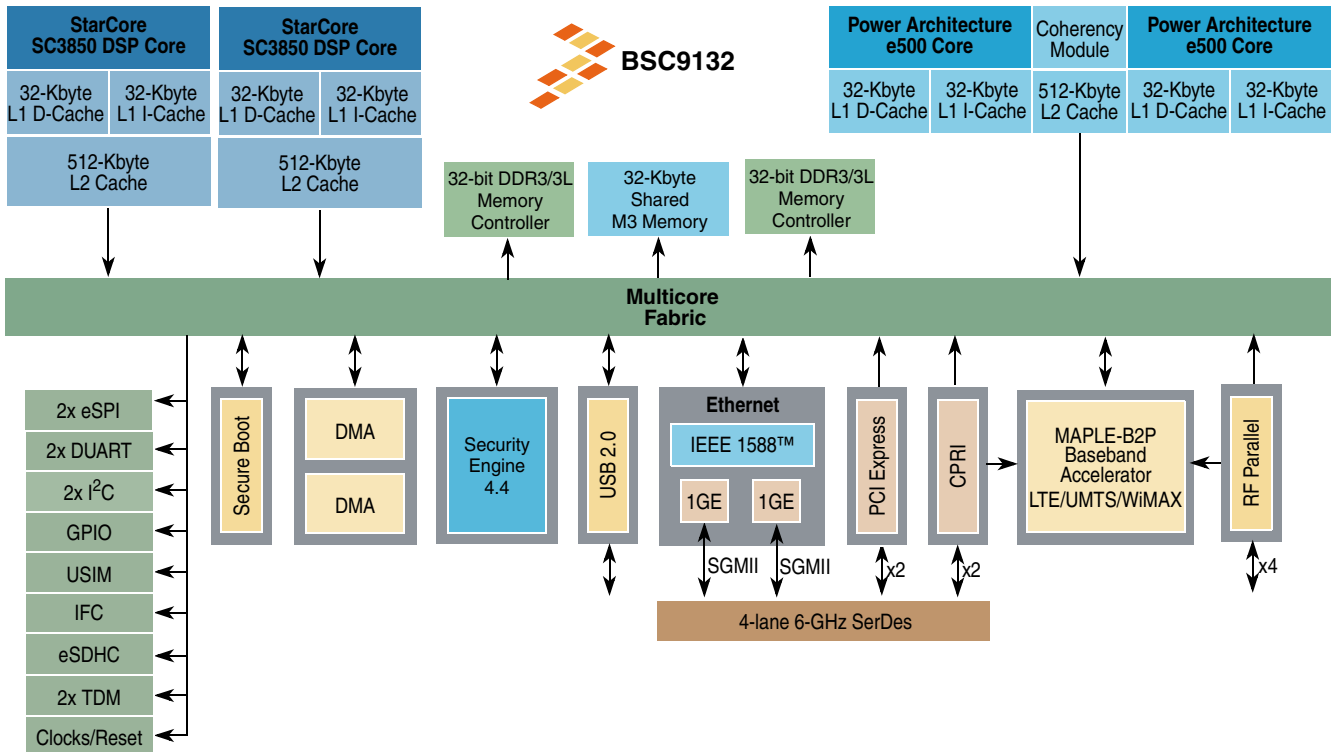 StarCore
SC3850 DSP Core
32-Kbyte
L1 D-Cache
32-Kbyte
L1 I-Cache
512-Kbyte
L2 Cache
StarCore
SC3850 DSP Core
32-Kbyte
L1 D-Cache
32-Kbyte
L1 I-Cache
512-Kbyte
L2 Cache
BSC9132
Power Architecture
e500 Core
Coherency
Module
Power Architecture
e500 Core
32-Kbyte
L1 D-Cache
32-Kbyte
L1 I-Cache
512-Kbyte
L2 Cache
32-Kbyte
L1 D-Cache
32-Kbyte
L1 I-Cache
32-bit DDR3/3L
Memory
Controller
32-Kbyte
Shared
M3 Memory
32-bit DDR3/3L
Memory
Controller
Multicore
Fabric
2x eSPI
2x DUART
2x I²C
GPIO
USIM
IFC
eSDHC
2x TDM
Clocks/Reset
Secure Boot
DMA
DMA
Security
Engine
4.4
USB 2.0
Ethernet
IEEE 1588™
1GE
1GE
SGMII
SGMII
PCI Express
x2
CPRI
x2
MAPLE-B2P
Baseband
Accelerator
LTE/UMTS/WiMAX
RF Parallel
x4
4-lane 6-GHz SerDes